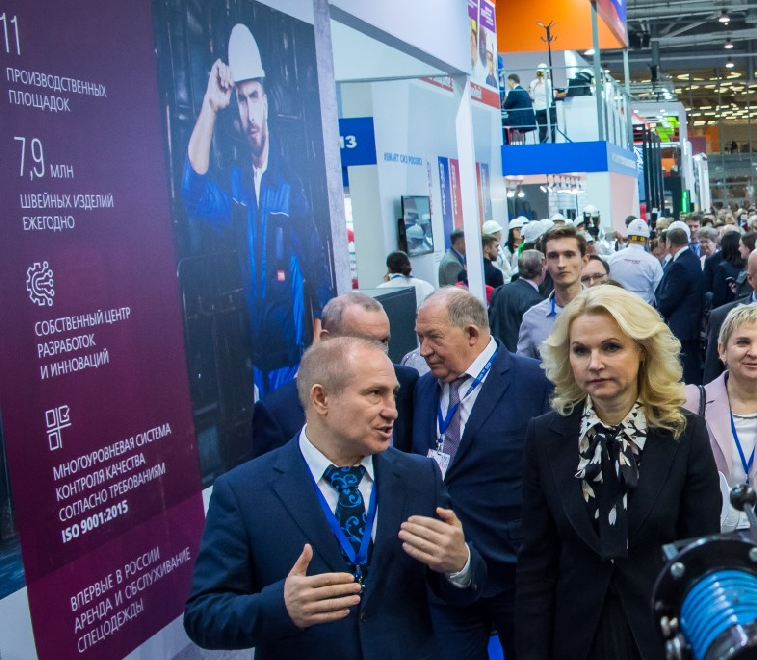 11
ПРОИЗВОДСТВЕННЫХ
ПЛОЩАДОК
7,9 МЛН
ШВЕЙНЫХ ИЗДЕЛИЙ
ЕЖЕГОДНО
СОБСТВЕННЫЙ ЦЕНТР
РАЗРАБОТОК
И ИННОВАЦИЙ
МНОГОУРОВНЕВАЯ СИСТЕМА
КОНТРОЛЯ КАЧЕСТВА
СОГЛАСНО ТРЕБОВАНИЯМ
ISO 9001:2015
ВПЕРВЫЕ В РОССИИ
АРЕНДА И ОБСЛУЖИВАНИЕ
СПЕЦОДЕЖДЫ